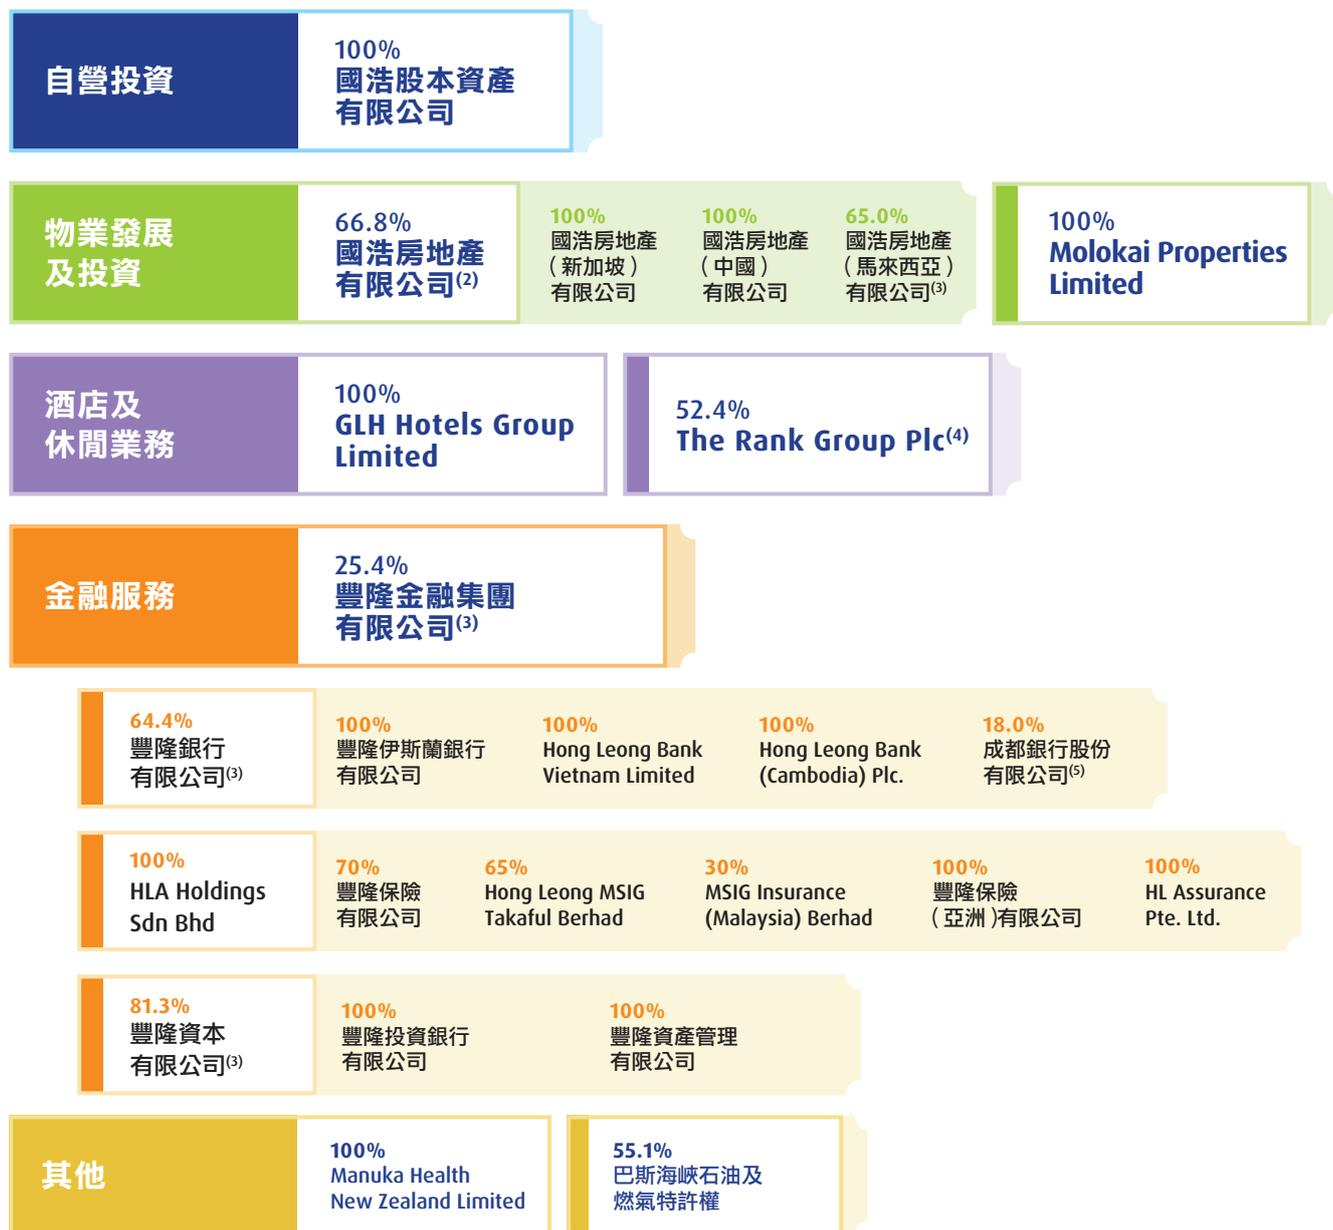 自營投資
100%
國浩股本資產
有限公司
物業發展
及投資
66.8%
國浩房地產
有限公司(2)
100%
國浩房地產
(新加坡)
有限公司
100%
國浩房地產
(中國)
有限公司
65.0%
國浩房地產
(馬來西亞)
有限公司(3)
100%
Molokai Properties
Limited
酒店及
休閒業務
100%
GLH Hotels Group
Limited
52.4%
The Rank Group Plc(4)
金融服務
25.4%
豐隆金融集團
有限公司(3)
64.4%
豐隆銀行
有限公司(3)
100%
豐隆伊斯蘭銀行
有限公司
100%
Hong Leong Bank
Vietnam Limited
100%
Hong Leong Bank
(Cambodia) Plc.
18.0%
成都銀行股份
有限公司(5)
100%
HLA Holdings
Sdn Bhd
70%
豐隆保險
有限公司
65%
Hong Leong MSIG
Takaful Berhad
30%
MSIG Insurance
(Malaysia) Berhad
100%
豐隆保險
(亞洲)有限公司
100%
HL Assurance
Pte. Ltd.
81.3%
豐隆資本
有限公司(3)
100%
豐隆投資銀行
有限公司
100%
豐隆資產管理
有限公司
其他
100%
Manuka Health
New Zealand Limited
55.1%
巴斯海峽石油及
燃氣特許權